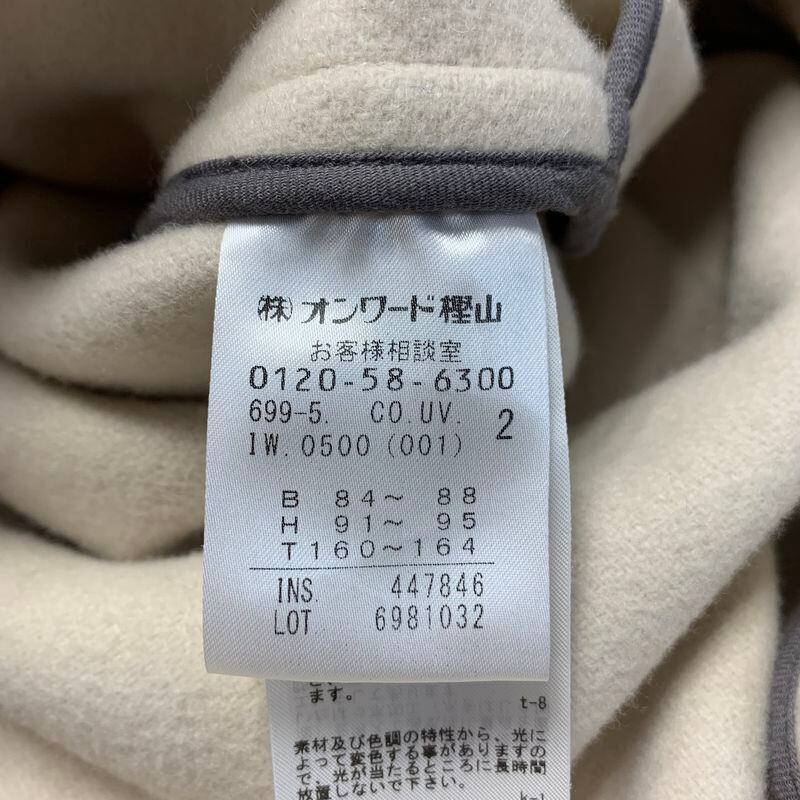 (株)オンワード樫山
お客様相談室
0120-58-6300
699-5. CO.UV. 2
IW.0500(001)
B 84～ 88
H 91～ 95
T160～164
INS. 447846
LOT 6981032
ます。
t-8
素材及び色調の特性から、光に
よって変色する事がありますの
で、光が当たるところに長時間
放置しないで下さい。
k-1